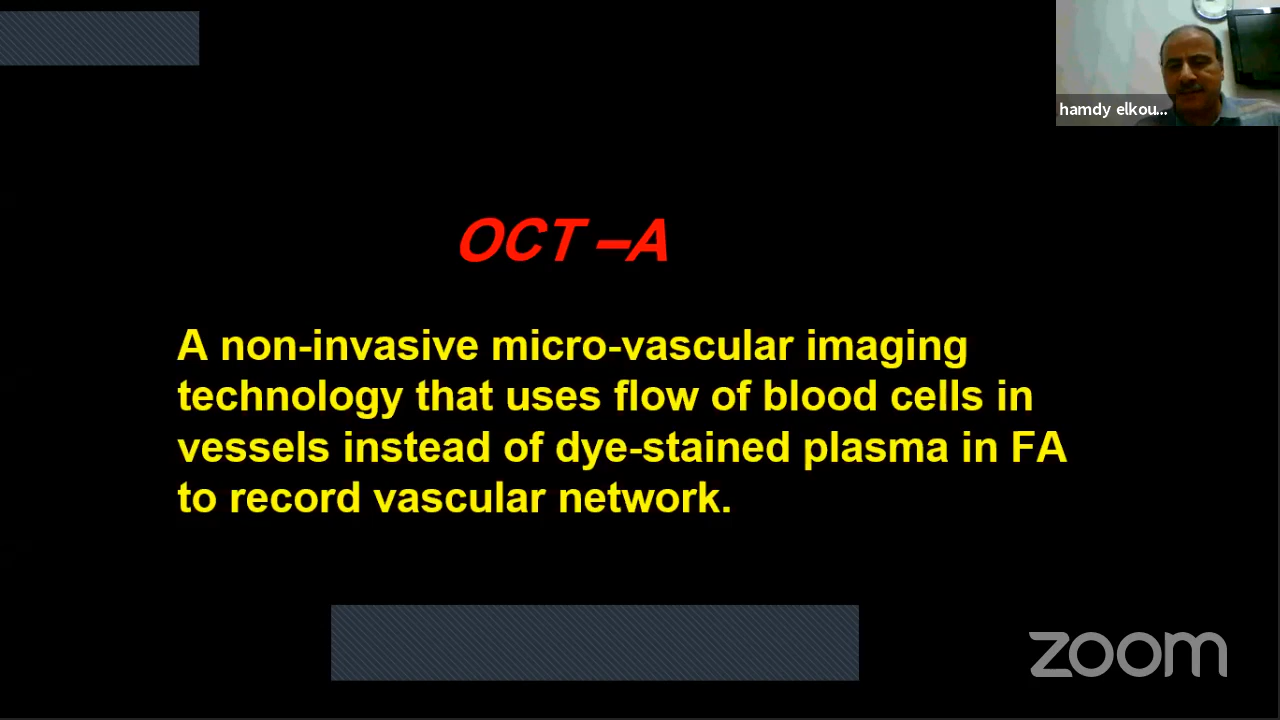 hamdy elkou...
OCT –A
A non-invasive micro-vascular imaging
technology that uses flow of blood cells in
vessels instead of dye-stained plasma in FA
to record vascular network.
zoom